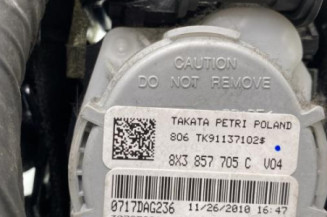 CAUTION
DO NOT REMOVE
TAKATA PETRI POLAND
806 TK91137102#
8X3 857 705 C V04
0717DAG236 11/26/2010 16:47